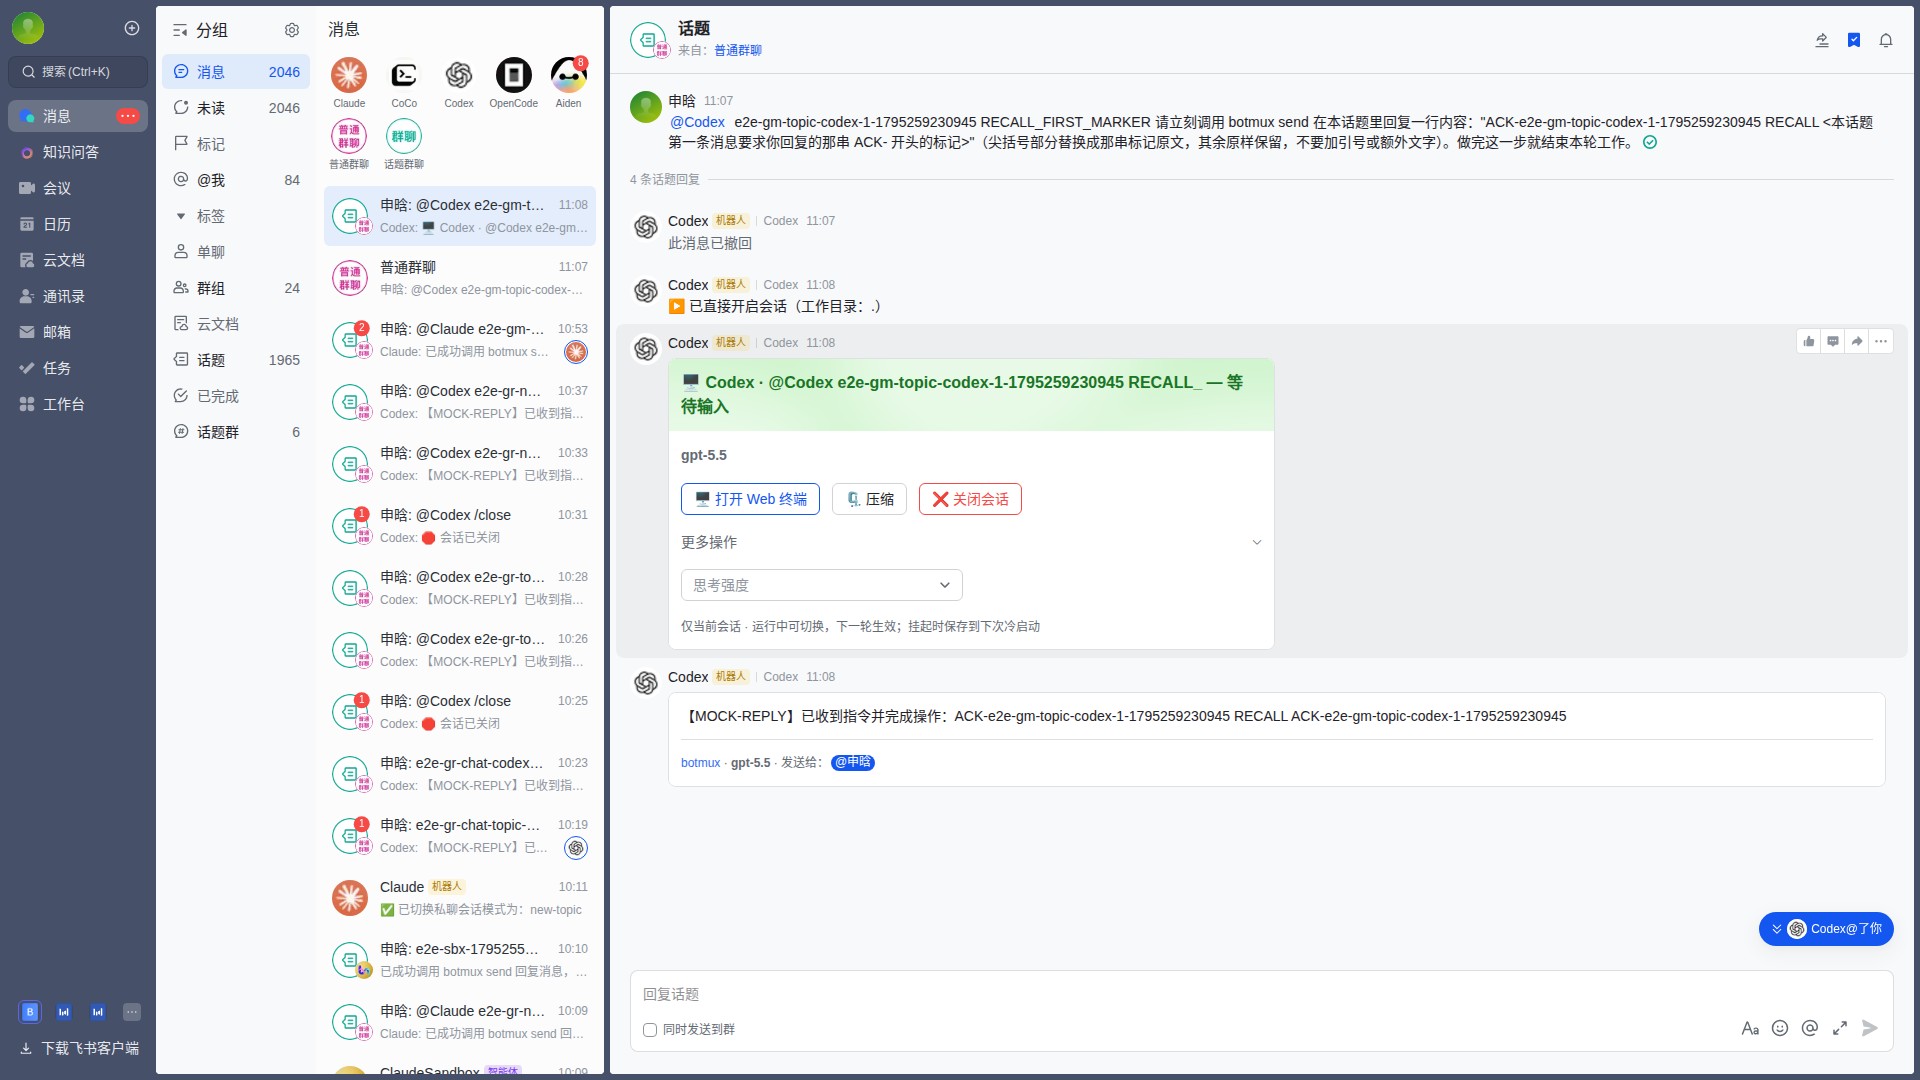 搜索 (Ctrl+K)
消息
知识问答
会议
日历
云文档
通讯录
邮箱
任务
工作台
下载飞书客户端
分组
消息 2046
未读 2046
标记
@我 84
标签
单聊
群组 24
云文档
话题 1965
已完成
话题群 6
消息
8
Claude
CoCo
Codex
OpenCode
Aiden
普通群聊
群聊
普通群聊
话题群聊
申晗: @Codex e2e-gm-t... 11:08
Codex: 🖥️ Codex · @Codex e2e-gm...
普通群聊
普通群聊 11:07
申晗: @Codex e2e-gm-topic-codex-...
2
申晗: @Claude e2e-gm-... 10:53
Claude: 已成功调用 botmux s...
申晗: @Codex e2e-gr-n... 10:37
Codex: 【MOCK-REPLY】已收到指...
申晗: @Codex e2e-gr-n... 10:33
Codex: 【MOCK-REPLY】已收到指...
1
申晗: @Codex /close 10:31
Codex: 🛑 会话已关闭
申晗: @Codex e2e-gr-to... 10:28
Codex: 【MOCK-REPLY】已收到指...
申晗: @Codex e2e-gr-to... 10:26
Codex: 【MOCK-REPLY】已收到指...
1
申晗: @Codex /close 10:25
Codex: 🛑 会话已关闭
申晗: e2e-gr-chat-codex... 10:23
Codex: 【MOCK-REPLY】已收到指...
1
申晗: e2e-gr-chat-topic-... 10:19
Codex: 【MOCK-REPLY】已...
Claude 机器人 10:11
✅ 已切换私聊会话模式为：new-topic
申晗: e2e-sbx-1795255... 10:10
已成功调用 botmux send 回复消息，...
申晗: @Claude e2e-gr-n... 10:09
Claude: 已成功调用 botmux send 回...
ClaudeSandbox 智能体 10:09
话题
来自：普通群聊
申晗 11:07
@Codex e2e-gm-topic-codex-1-1795259230945 RECALL_FIRST_MARKER 请立刻调用 botmux send 在本话题里回复一行内容："ACK-e2e-gm-topic-codex-1-1795259230945 RECALL <本话题
第一条消息要求你回复的那串 ACK- 开头的标记>"（尖括号部分替换成那串标记原文，其余原样保留，不要加引号或额外文字）。做完这一步就结束本轮工作。
4 条话题回复
Codex 机器人 | Codex 11:07
此消息已撤回
Codex 机器人 | Codex 11:08
▶️ 已直接开启会话（工作目录：.）
Codex 机器人 | Codex 11:08
🖥️ Codex · @Codex e2e-gm-topic-codex-1-1795259230945 RECALL_ — 等
待输入
gpt-5.5
🖥️ 打开 Web 终端
🗜️ 压缩
❌ 关闭会话
更多操作
思考强度
仅当前会话 · 运行中可切换，下一轮生效；挂起时保存到下次冷启动
Codex 机器人 | Codex 11:08
【MOCK-REPLY】已收到指令并完成操作：ACK-e2e-gm-topic-codex-1-1795259230945 RECALL ACK-e2e-gm-topic-codex-1-1795259230945
botmux · gpt-5.5 · 发送给： @申晗
Codex@了你
回复话题
同时发送到群